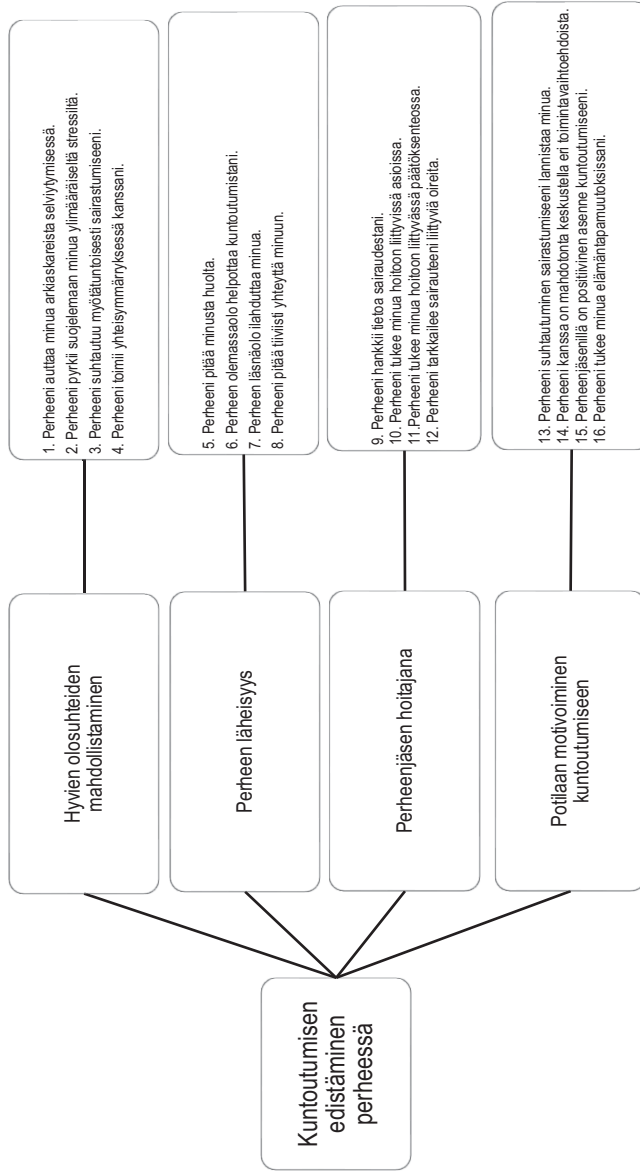 Kuntoutumisen
edistäminen
perheessä
Hyvien olosuhteiden
mahdollistaminen
1. Perheeni auttaa minua arkiaskareista selviytymisessä.
2. Perheeni pyrkii suojelemaan minua ylimääräiseltä stressiltä.
3. Perheeni suhtautuu myötätuntoisesti sairastumiseeni.
4. Perheeni toimii yhteisymmärryksessä kanssani.
Perheen läheisyys
5. Perheeni pitää minusta huolta.
6. Perheen olemassaolo helpottaa kuntoutumistani.
7. Perheen läsnäolo ilahduttaa minua.
8. Perheeni pitää tiiviisti yhteyttä minuun.
Perheenjäsen hoitajana
9. Perheeni hankkii tietoa sairaudestani.
10. Perheeni tukee minua hoitoon liittyvissä asioissa.
11.Perheeni tukee minua hoitoon liittyvässä päätöksenteossa.
12. Perheeni tarkkailee sairauteeni liittyviä oireita.
Potilaan motivoiminen
kuntoutumiseen
13. Perheeni suhtautuminen sairastumiseeni lannistaa minua.
14. Perheeni kanssa on mahdotonta keskustella eri toimintavaihtoehdoista.
15. Perheenjäsenillä on positiivinen asenne kuntoutumiseeni.
16. Perheeni tukee minua elämäntapamuutoksissani.